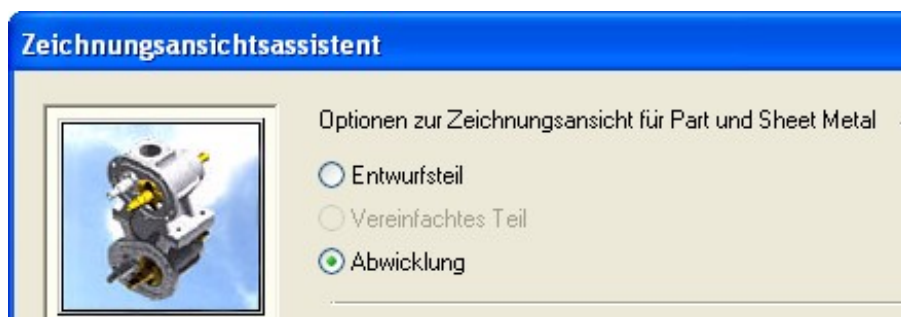 Zeichnungsansichtsassistent
Optionen zur Zeichnungsansicht für Part und Sheet Metal
Entwurfsteil
Vereinfachtes Teil
Abwicklung